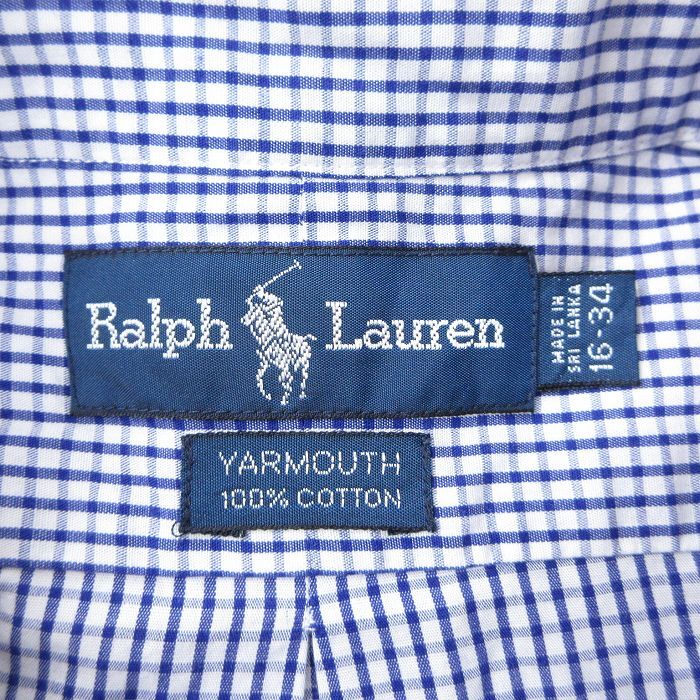 Ralph Lauren
MADE IN
SRI LANKA
16-34
YARMOUTH
100% COTTON